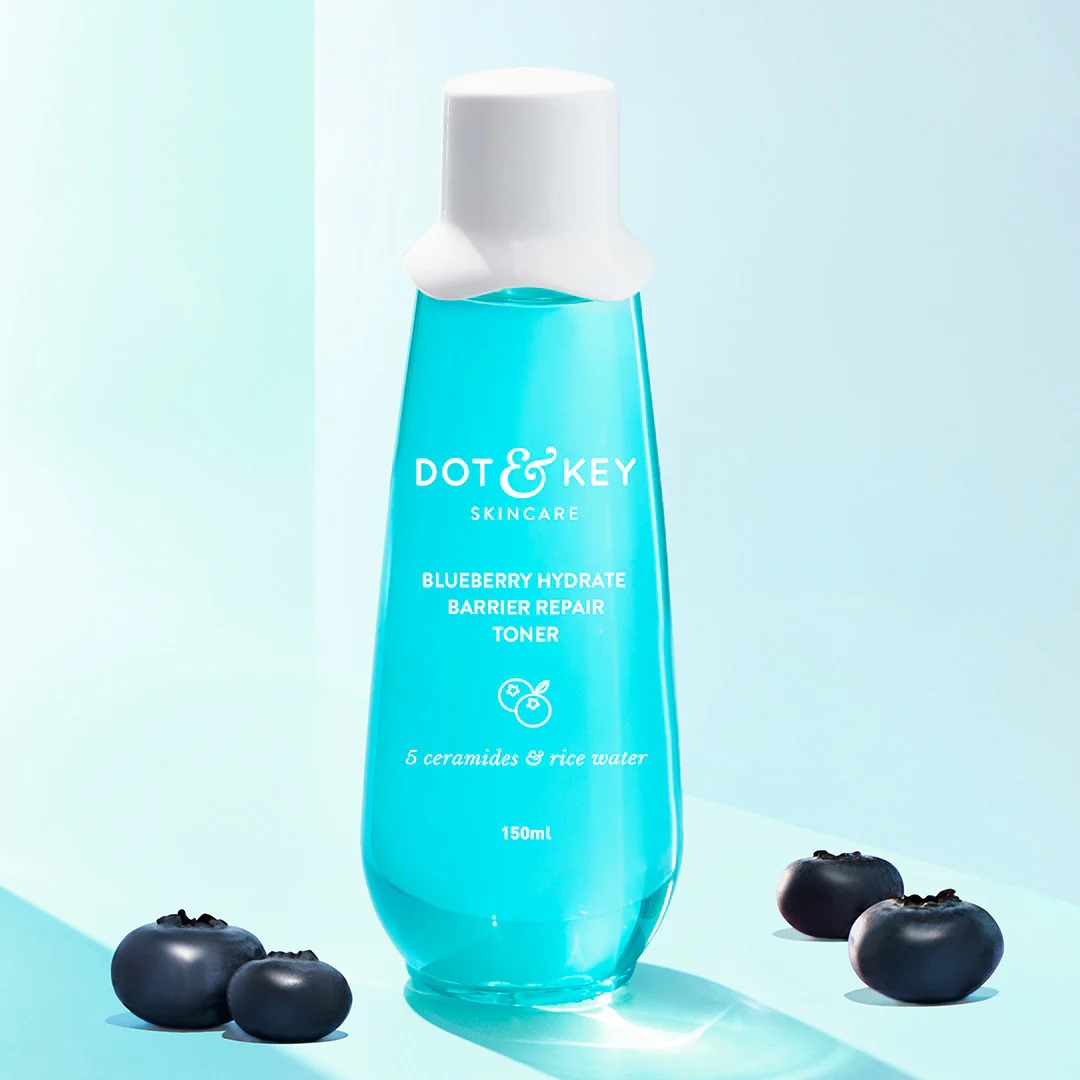 DOT & KEY
SKINCARE
BLUEBERRY HYDRATE
BARRIER REPAIR
TONER
5 ceramides & rice water
150ml